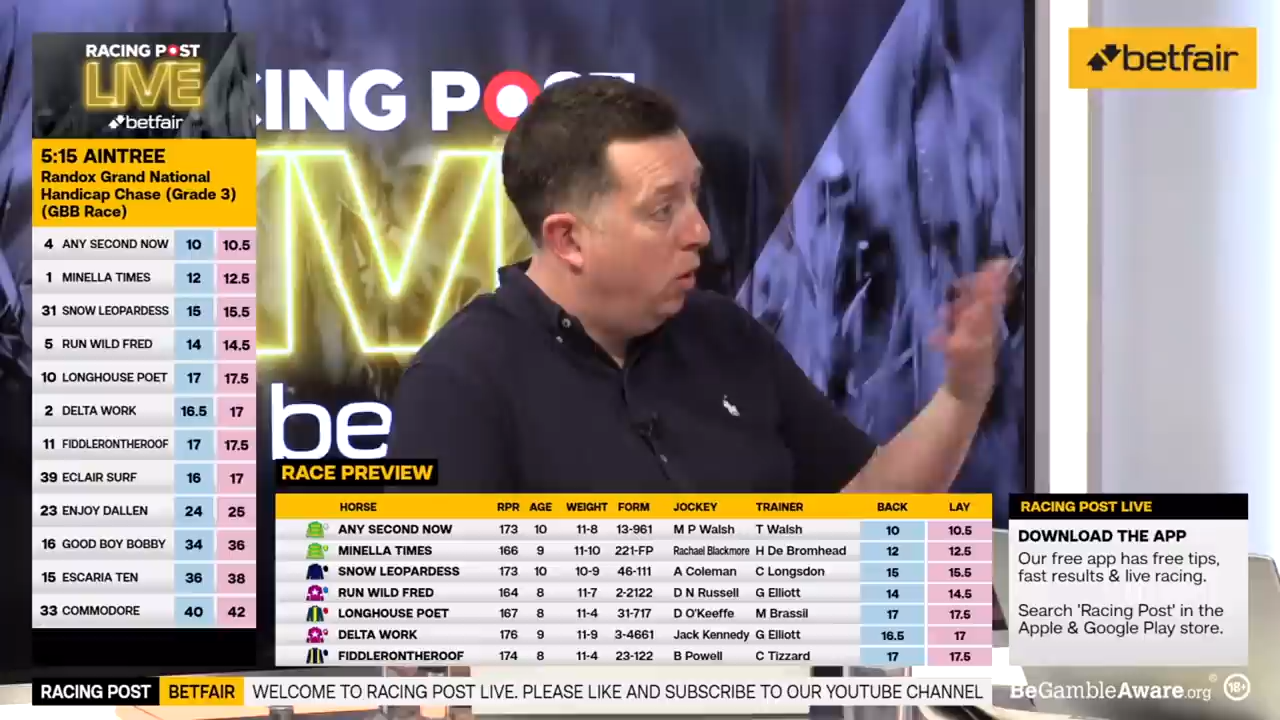 RACING POST
LIVE
betfair
5:15 AINTREE
Randox Grand National
Handicap Chase (Grade 3)
(GBB Race)
4 ANY SECOND NOW 10 10.5
1 MINELLA TIMES 12 12.5
31 SNOW LEOPARDESS 15 15.5
5 RUN WILD FRED 14 14.5
10 LONGHOUSE POET 17 17.5
2 DELTA WORK 16.5 17
11 FIDDLERONTHEROOF 17 17.5
39 ECLAIR SURF 16 17
23 ENJOY DALLEN 24 25
16 GOOD BOY BOBBY 34 36
15 ESCARIA TEN 36 38
33 COMMODORE 40 42
CING POST
be
betfair
RACE PREVIEW
HORSE RPR AGE WEIGHT FORM JOCKEY TRAINER BACK LAY
ANY SECOND NOW 173 10 11-8 13-961 M P Walsh T Walsh 10 10.5
MINELLA TIMES 166 9 11-10 221-FP Rachael Blackmore H De Bromhead 12 12.5
SNOW LEOPARDESS 173 10 10-9 46-111 A Coleman C Longsdon 15 15.5
RUN WILD FRED 164 8 11-7 2-2122 D N Russell G Elliott 14 14.5
LONGHOUSE POET 167 8 11-4 31-717 D O'Keeffe M Brassil 17 17.5
DELTA WORK 176 9 11-9 3-4661 Jack Kennedy G Elliott 16.5 17
FIDDLERONTHEROOF 174 8 11-4 23-122 B Powell C Tizzard 17 17.5
RACING POST LIVE
DOWNLOAD THE APP
Our free app has free tips,
fast results & live racing.
Search 'Racing Post' in the
Apple & Google Play store.
RACING POST BETFAIR WELCOME TO RACING POST LIVE. PLEASE LIKE AND SUBSCRIBE TO OUR YOUTUBE CHANNEL
BeGambleAware.org® 18+